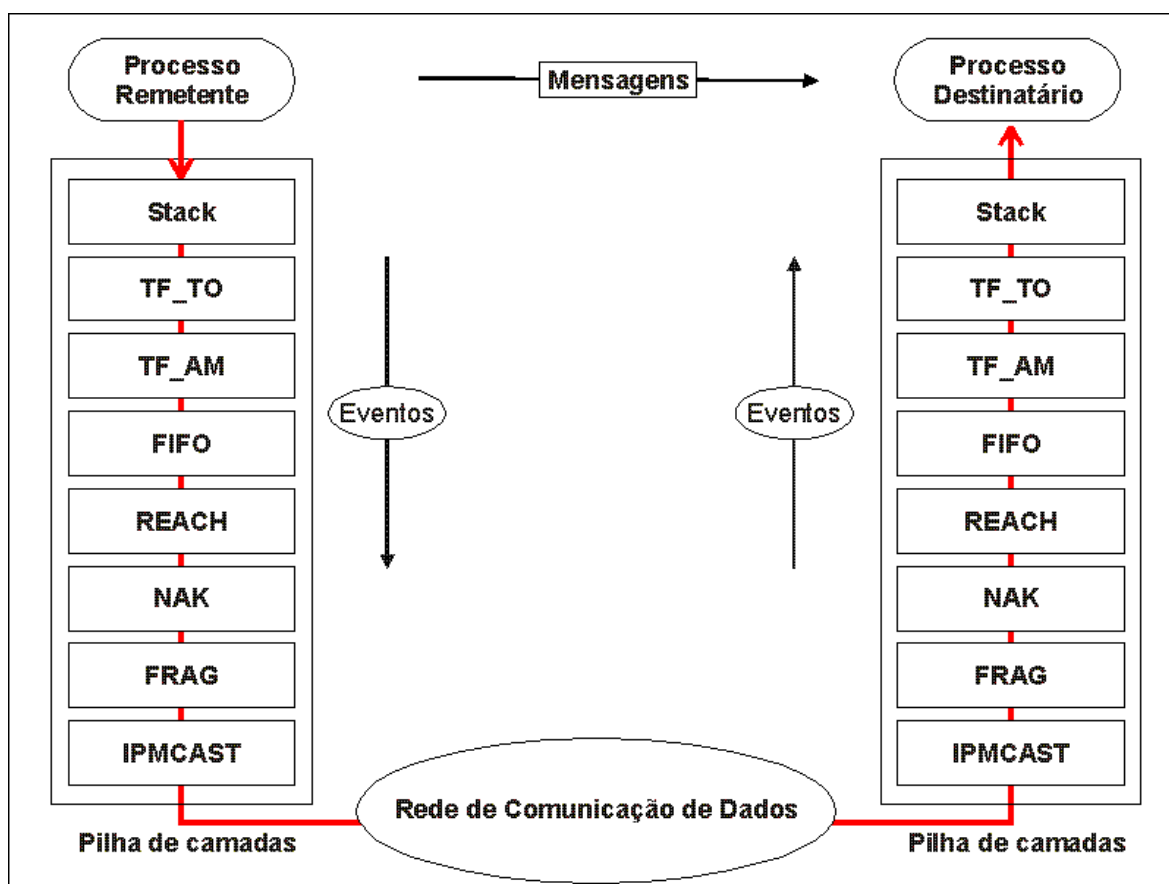 Processo
Remetente
Mensagens
Processo
Destinatário
Stack
TF_TO
TF_AM
FIFO
REACH
NAK
FRAG
IPMCAST
Pilha de camadas
Eventos
Eventos
Rede de Comunicação de Dados
Stack
TF_TO
TF_AM
FIFO
REACH
NAK
FRAG
IPMCAST
Pilha de camadas